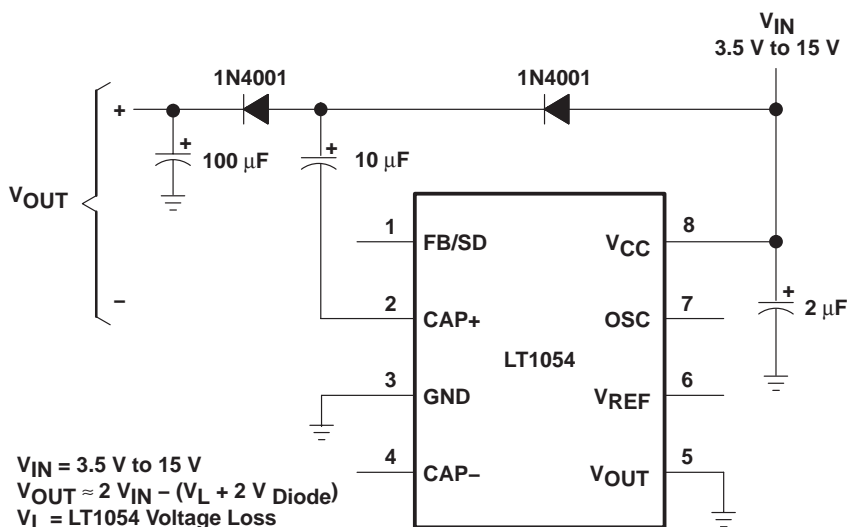 VIN
3.5 V to 15 V
1N4001
1N4001
+
+
+
100 μF
10 μF
VOUT
–
1
FB/SD
VCC
8
2
CAP+
OSC
7
+
2 μF
LT1054
3
GND
VREF
6
4
CAP–
VOUT
5
VIN = 3.5 V to 15 V
VOUT ≈ 2 VIN – (VL + 2 V Diode)
VL = LT1054 Voltage Loss